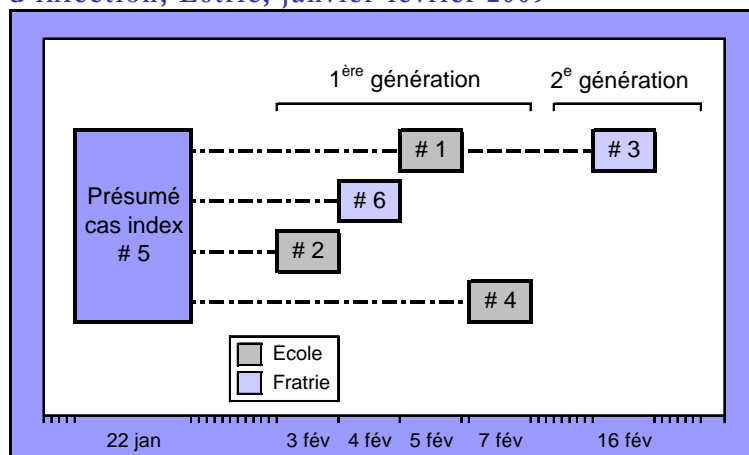 d'infection, Estrie, janvier-février 2009
1ère génération
2e génération
# 1
# 3
Présumé
cas index
# 5
# 6
# 2
# 4
Ecole
Fratrie
22 jan
3 fév
4 fév
5 fév
7 fév
16 fév